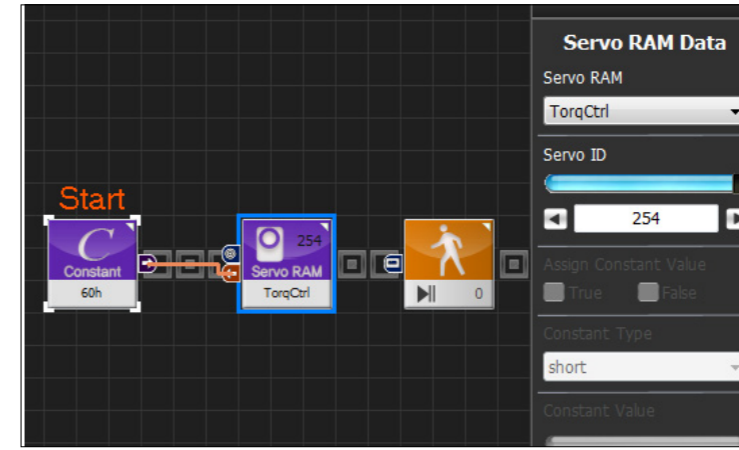 Servo RAM Data
Servo RAM
TorqCtrl
Servo ID
254
Assign Constant Value
True False
Constant Type
short
Constant Value
Start
C
Constant
60h
254
Servo RAM
TorqCtrl
0